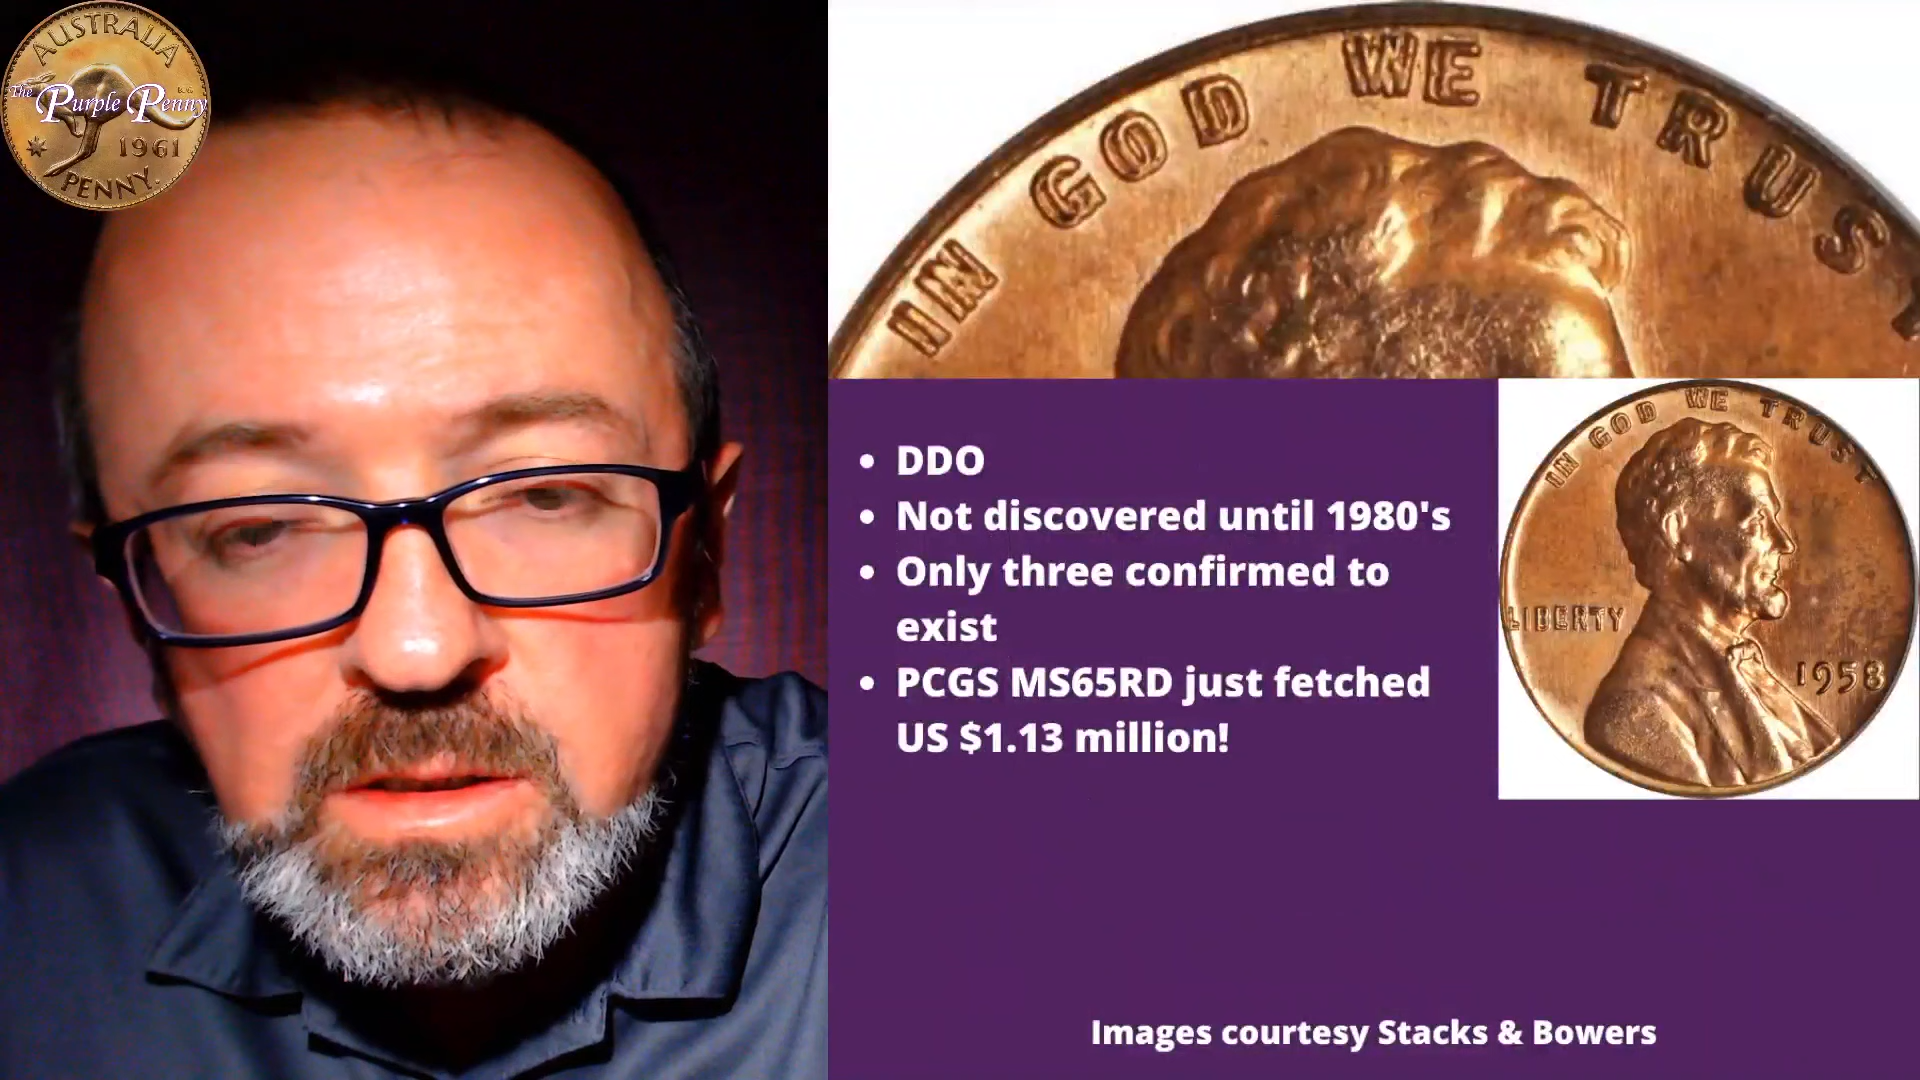 AUSTRALIA
The Purple Penny
1961
PENNY.
IN GOD WE TRUST
• DDO
• Not discovered until 1980's
• Only three confirmed to
exist
• PCGS MS65RD just fetched
US $1.13 million!
IN GOD WE TRUST
LIBERTY
1958
Images courtesy Stacks & Bowers